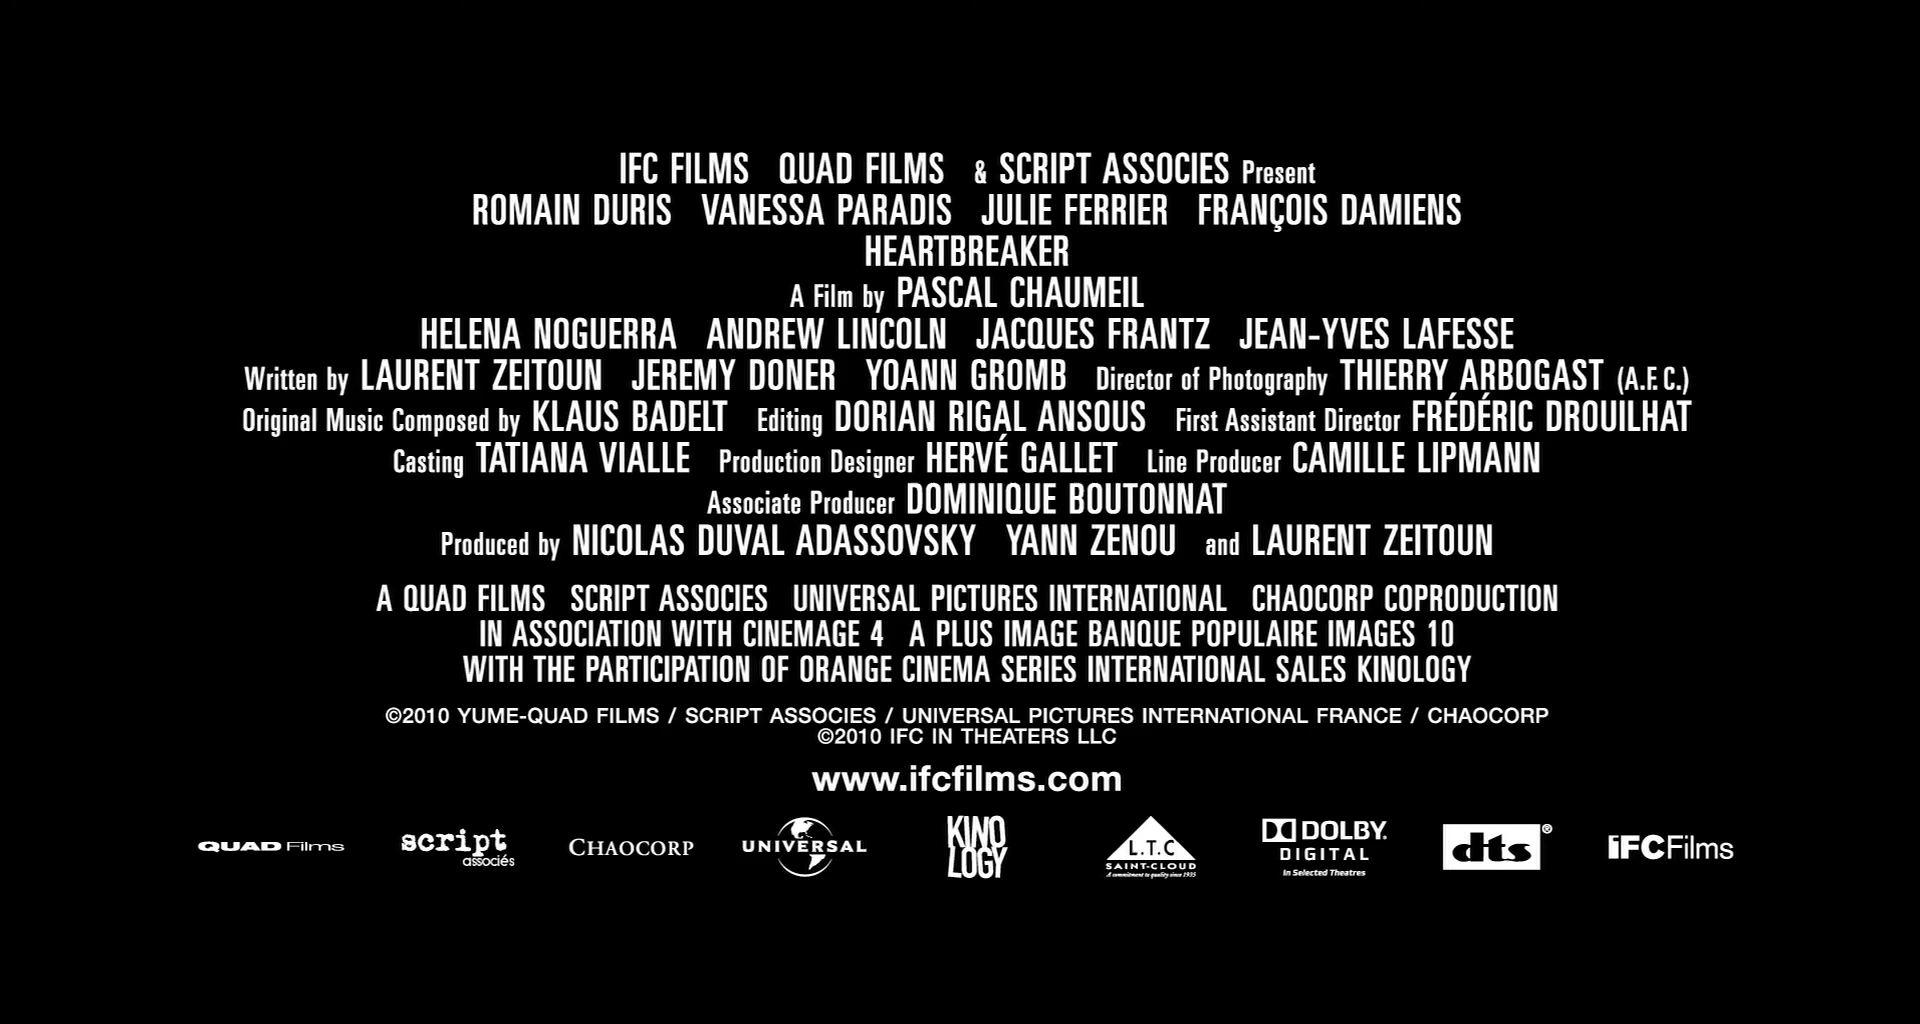 IFC FILMS QUAD FILMS & SCRIPT ASSOCIES Present
ROMAIN DURIS VANESSA PARADIS JULIE FERRIER FRANÇOIS DAMIENS
HEARTBREAKER
A Film by PASCAL CHAUMEIL
HELENA NOGUERRA ANDREW LINCOLN JACQUES FRANTZ JEAN-YVES LAFESSE
Written by LAURENT ZEITOUN JEREMY DONER YOANN GROMB Director of Photography THIERRY ARBOGAST (A.F.C.)
Original Music Composed by KLAUS BADELT Editing DORIAN RIGAL ANSOUS First Assistant Director FRÉDÉRIC DROUILHAT
Casting TATIANA VIALLE Production Designer HERVÉ GALLET Line Producer CAMILLE LIPMANN
Associate Producer DOMINIQUE BOUTONNAT
Produced by NICOLAS DUVAL ADASSOVSKY YANN ZENOU and LAURENT ZEITOUN
A QUAD FILMS SCRIPT ASSOCIES UNIVERSAL PICTURES INTERNATIONAL CHAOCORP COPRODUCTION
IN ASSOCIATION WITH CINEMAGE 4 A PLUS IMAGE BANQUE POPULAIRE IMAGES 10
WITH THE PARTICIPATION OF ORANGE CINEMA SERIES INTERNATIONAL SALES KINOLOGY
©2010 YUME-QUAD FILMS / SCRIPT ASSOCIES / UNIVERSAL PICTURES INTERNATIONAL FRANCE / CHAOCORP
©2010 IFC IN THEATERS LLC
www.ifcfilms.com
QUAD Films
script
associés
CHAOCORP
UNIVERSAL
KINO
LOGY
L.T.C
SAINT-CLOUD
A commitment to quality since 1935
DOLBY
DIGITAL
In Selected Theatres
dts®
IFC Films